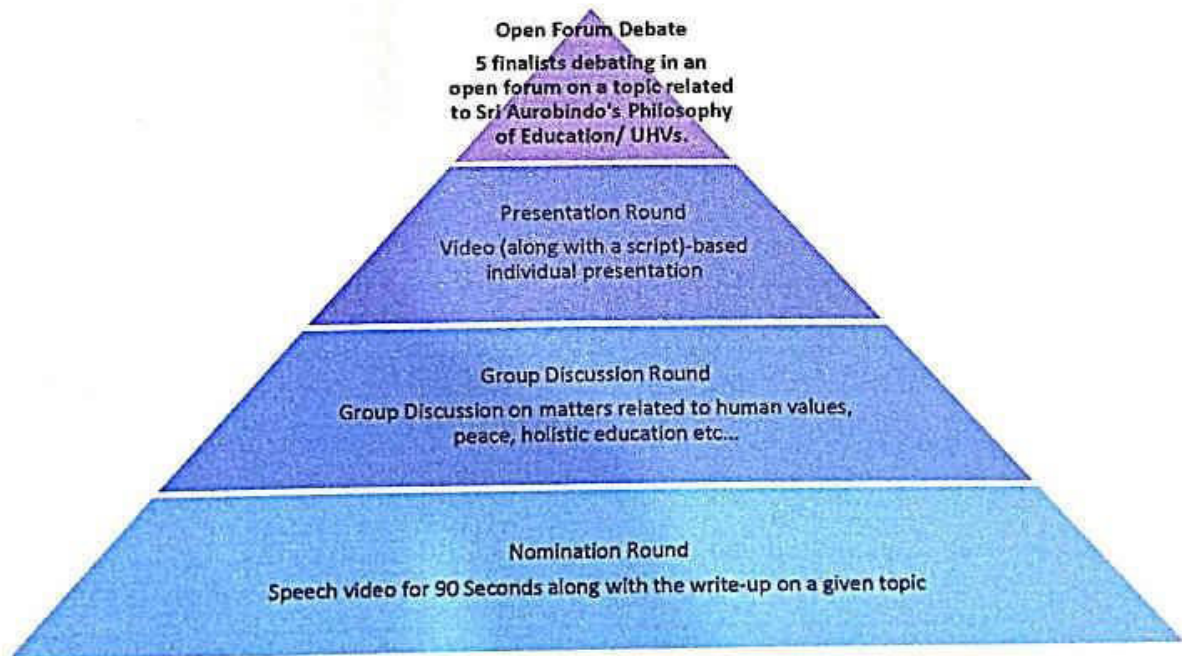 Open Forum Debate
5 finalists debating in an
open forum on a topic related
to Sri Aurobindo's Philosophy
of Education/ UHVs.
Presentation Round
Video (along with a script)-based
individual presentation
Group Discussion Round
Group Discussion on matters related to human values,
peace, holistic education etc...
Nomination Round
Speech video for 90 Seconds along with the write-up on a given topic